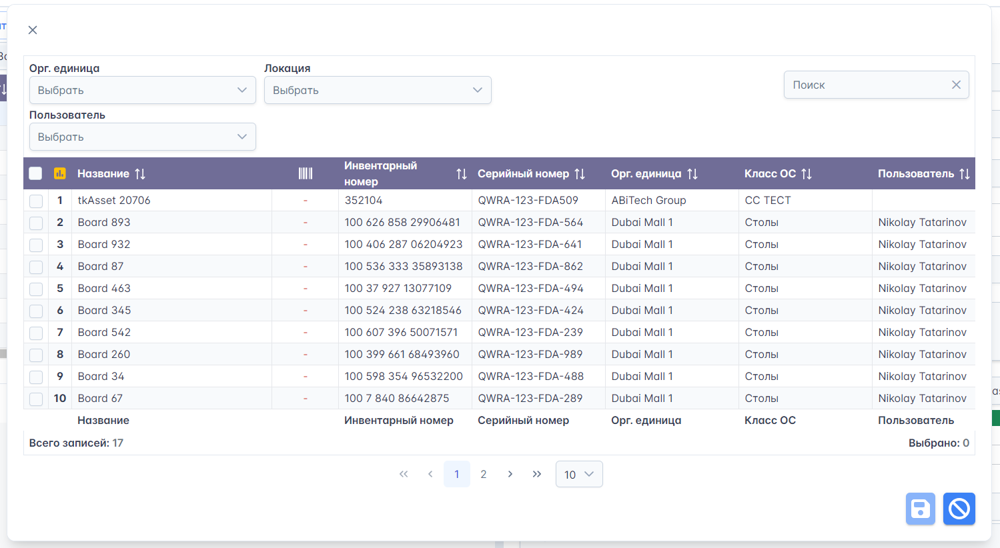 Орг. единица Локация
Выбрать Выбрать Поиск
Пользователь
Выбрать
Название Инвентарный номер Серийный номер Орг. единица Класс ОС Пользователь
1 tkAsset 20706 - 352104 QWRA-123-FDA509 ABiTech Group СС ТЕСТ
2 Board 893 - 100 626 858 29906481 QWRA-123-FDA-564 Dubai Mall 1 Столы Nikolay Tatarinov
3 Board 932 - 100 406 287 06204923 QWRA-123-FDA-641 Dubai Mall 1 Столы Nikolay Tatarinov
4 Board 87 - 100 536 333 35893138 QWRA-123-FDA-862 Dubai Mall 1 Столы Nikolay Tatarinov
5 Board 463 - 100 37 927 13077109 QWRA-123-FDA-494 Dubai Mall 1 Столы Nikolay Tatarinov
6 Board 345 - 100 524 238 63218546 QWRA-123-FDA-424 Dubai Mall 1 Столы Nikolay Tatarinov
7 Board 542 - 100 607 396 50071571 QWRA-123-FDA-239 Dubai Mall 1 Столы Nikolay Tatarinov
8 Board 260 - 100 399 661 68493960 QWRA-123-FDA-989 Dubai Mall 1 Столы Nikolay Tatarinov
9 Board 34 - 100 598 354 96532200 QWRA-123-FDA-488 Dubai Mall 1 Столы Nikolay Tatarinov
10 Board 67 - 100 7 840 86642875 QWRA-123-FDA-289 Dubai Mall 1 Столы Nikolay Tatarinov
Название Инвентарный номер Серийный номер Орг. единица Класс ОС Пользователь
Всего записей: 17 Выбрано: 0
1 2 10